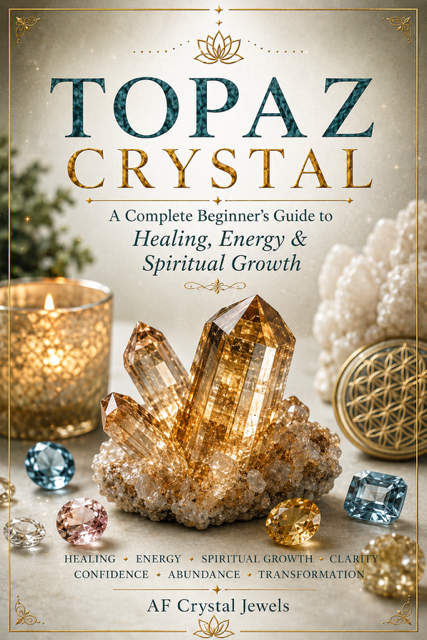 TOPAZ
CRYSTAL
A Complete Beginner's Guide to
Healing, Energy &
Spiritual Growth
HEALING ✦ ENERGY ✦ SPIRITUAL GROWTH ✦ CLARITY
CONFIDENCE ✦ ABUNDANCE ✦ TRANSFORMATION
AF Crystal Jewels